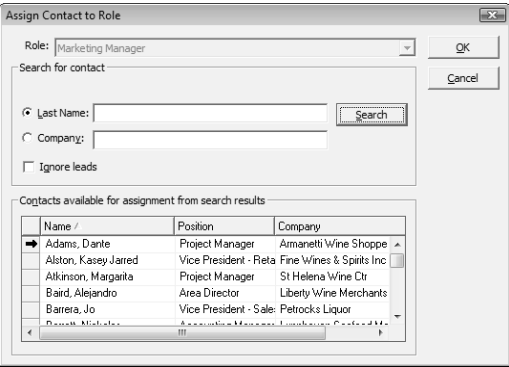 Assign Contact to Role
Role: Marketing Manager
OK
Search for contact
Cancel
Last Name:
Search
Company:
Ignore leads
Contacts available for assignment from search results
Name / Position Company
Adams, Dante Project Manager Armanetti Wine Shoppe
Alston, Kasey Jarred Vice President - Reta Fine Wines & Spirits Inc
Atkinson, Margarita Project Manager St Helena Wine Ctr
Baird, Alejandro Area Director Liberty Wine Merchants
Barrera, Jo Vice President - Sale: Petrocks Liquor